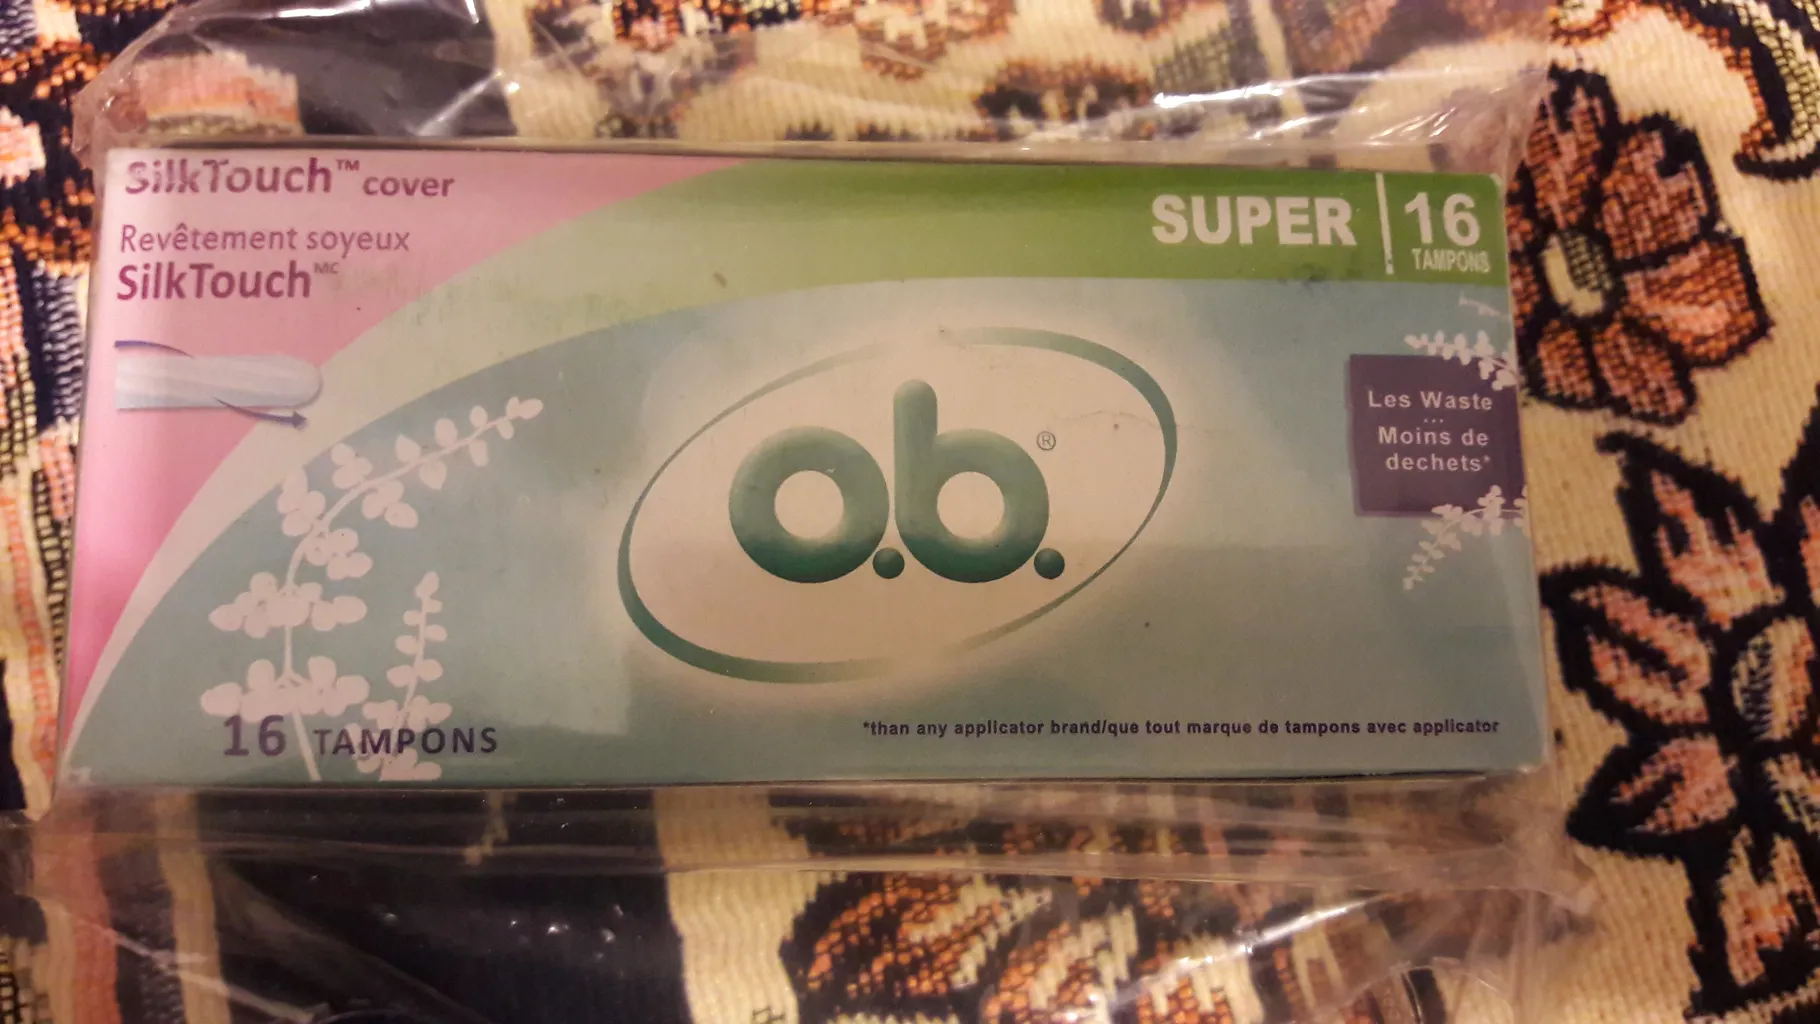 SilkTouch™ cover
Revêtement soyeux
SilkTouch MC
SUPER 16
TAMPONS
Les Waste
...
Moins de
dechets*
o.b.®
16 TAMPONS
*than any applicator brand/que tout marque de tampons avec applicator